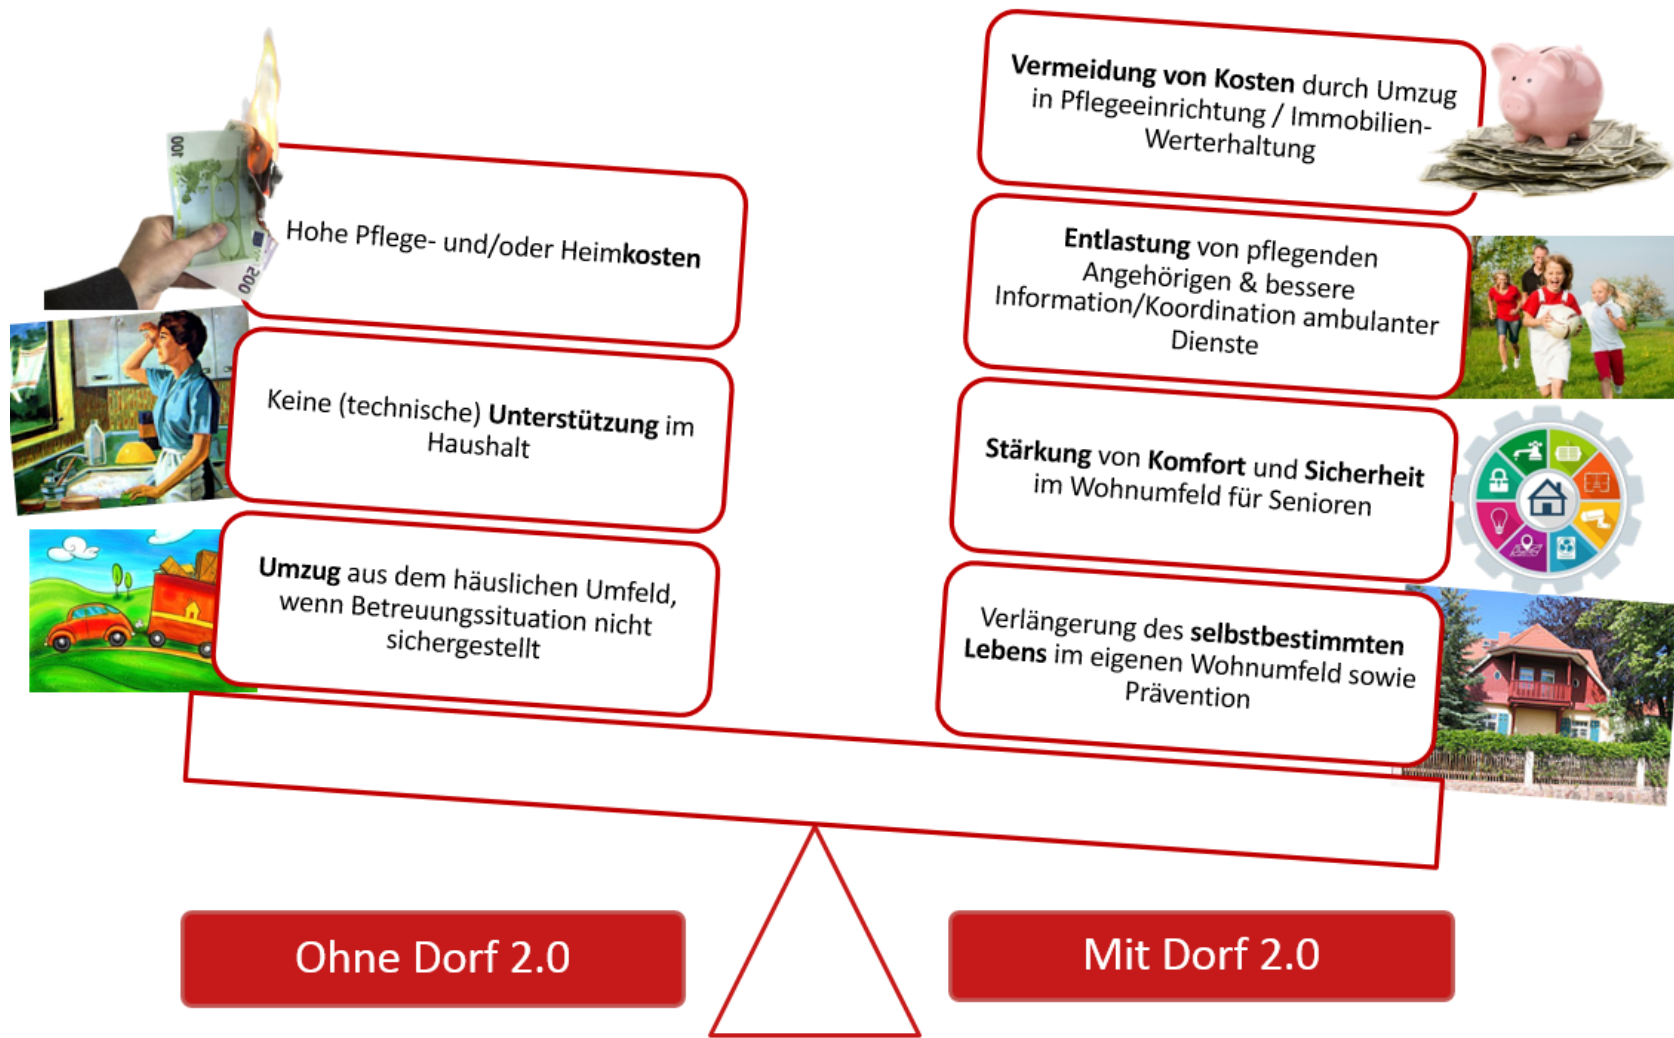 Hohe Pflege- und/oder Heimkosten
Keine (technische) Unterstützung im
Haushalt
Umzug aus dem häuslichen Umfeld,
wenn Betreuungssituation nicht
sichergestellt
Ohne Dorf 2.0
Vermeidung von Kosten durch Umzug
in Pflegeeinrichtung / Immobilien-
Werterhaltung
Entlastung von pflegenden
Angehörigen & bessere
Information/Koordination ambulanter
Dienste
Stärkung von Komfort und Sicherheit
im Wohnumfeld für Senioren
Verlängerung des selbstbestimmten
Lebens im eigenen Wohnumfeld sowie
Prävention
Mit Dorf 2.0
100
500